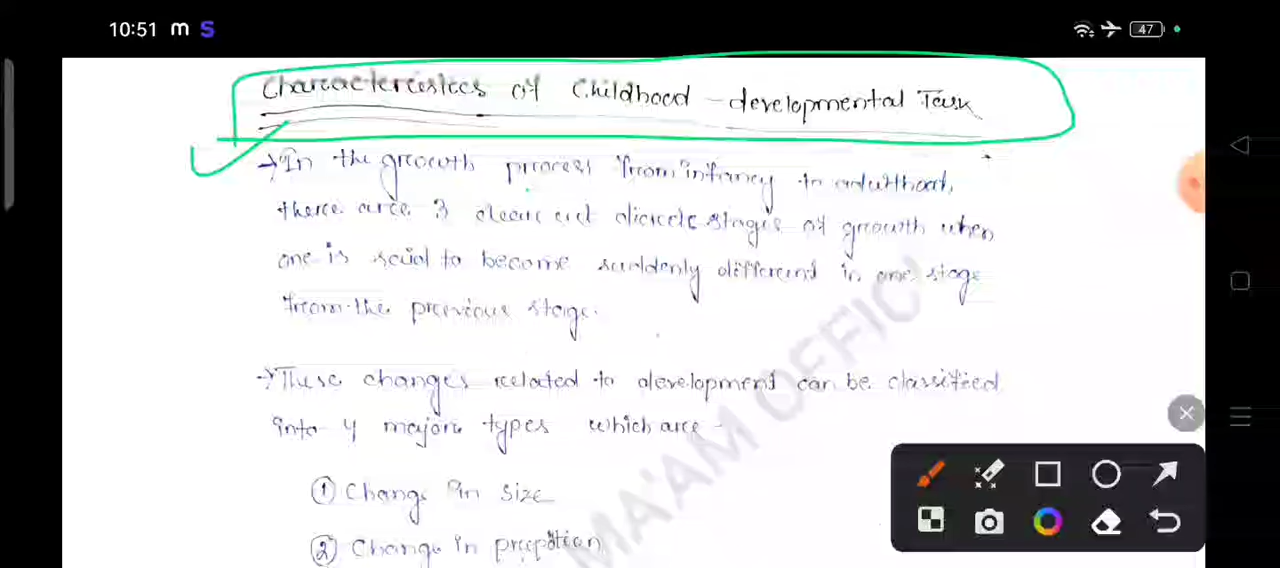 10:51 m S
47
Characteristics of Childhood - developmental Task
→ In the growth process from infancy to adulthood,
there are 3 clear cut discrete stages of growth when
one is said to become suddenly different in one stage
from the previous stage.
→ These changes related to development can be classified
into 4 major types which are -
① Change in size
② Change in proportion
MA'AM OFFIC